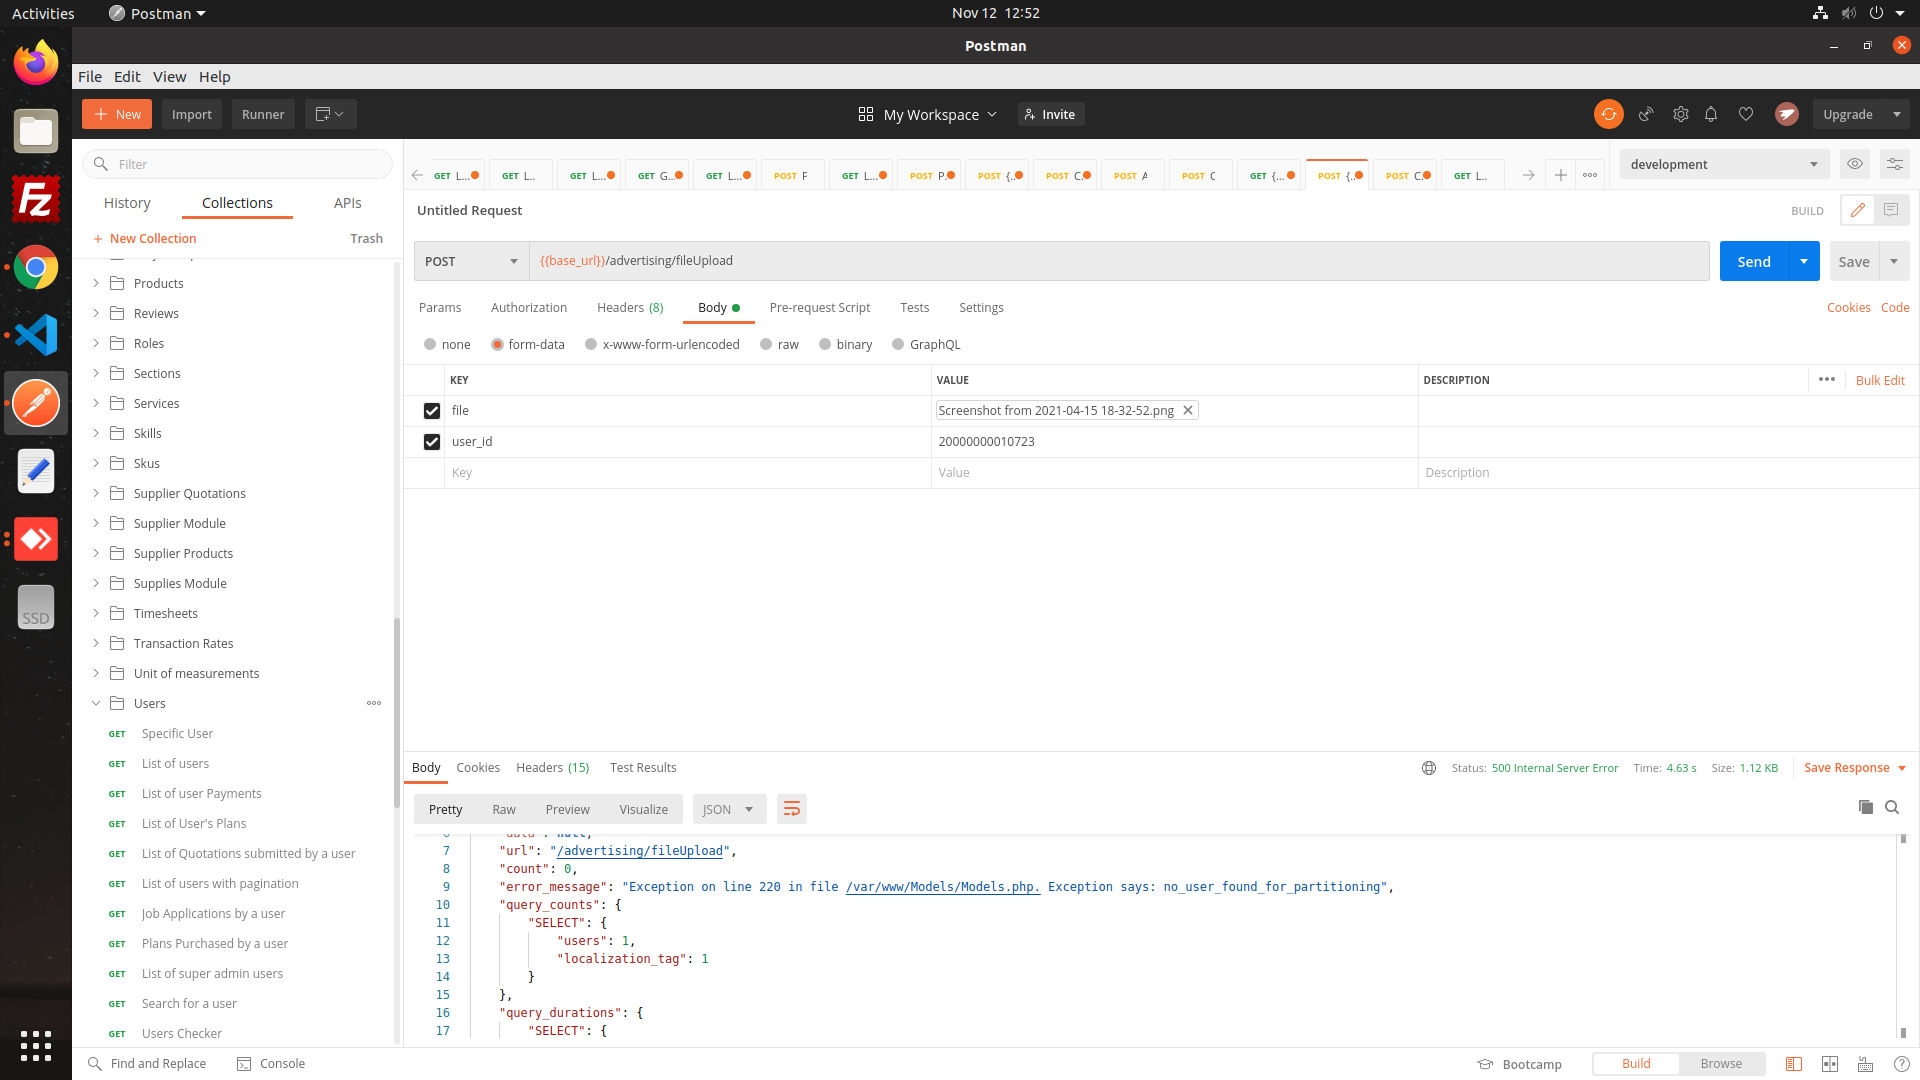 Activities
Postman
Nov 12 12:52
Postman
File Edit View Help
New
Import
Runner
My Workspace
Invite
Upgrade
Filter
History
Collections
APIs
New Collection
Trash
Products
Reviews
Roles
Sections
Services
Skills
Skus
Supplier Quotations
Supplier Module
Supplier Products
Supplies Module
Timesheets
Transaction Rates
Unit of measurements
Users
GET Specific User
GET List of users
GET List of user Payments
GET List of User's Plans
GET List of Quotations submitted by a user
GET List of users with pagination
GET Job Applications by a user
GET Plans Purchased by a user
GET List of super admin users
GET Search for a user
GET Users Checker
GET L...
GET L..
GET L...
GET G...
GET L...
POST F
GET L...
POST P.
POST {..
POST C.
POST A
POST C
GET {...
POST {..
POST C.
GET L..
development
Untitled Request
BUILD
POST
{{base_url}}/advertising/fileUpload
Send
Save
Params
Authorization
Headers (8)
Body
Pre-request Script
Tests
Settings
Cookies Code
none
form-data
x-www-form-urlencoded
raw
binary
GraphQL
KEY VALUE DESCRIPTION
Bulk Edit
file Screenshot from 2021-04-15 18-32-52.png
user_id 20000000010723
Key Value Description
Body Cookies Headers (15) Test Results
Status: 500 Internal Server Error Time: 4.63 s Size: 1.12 KB
Save Response
Pretty Raw Preview Visualize
JSON
6 "data": null,
7 "url": "/advertising/fileUpload",
8 "count": 0,
9 "error_message": "Exception on line 220 in file /var/www/Models/Models.php. Exception says: no_user_found_for_partitioning",
10 "query_counts": {
11 "SELECT": {
12 "users": 1,
13 "localization_tag": 1
14 }
15 },
16 "query_durations": {
17 "SELECT": {
SSD
Find and Replace
Console
Bootcamp
Build
Browse